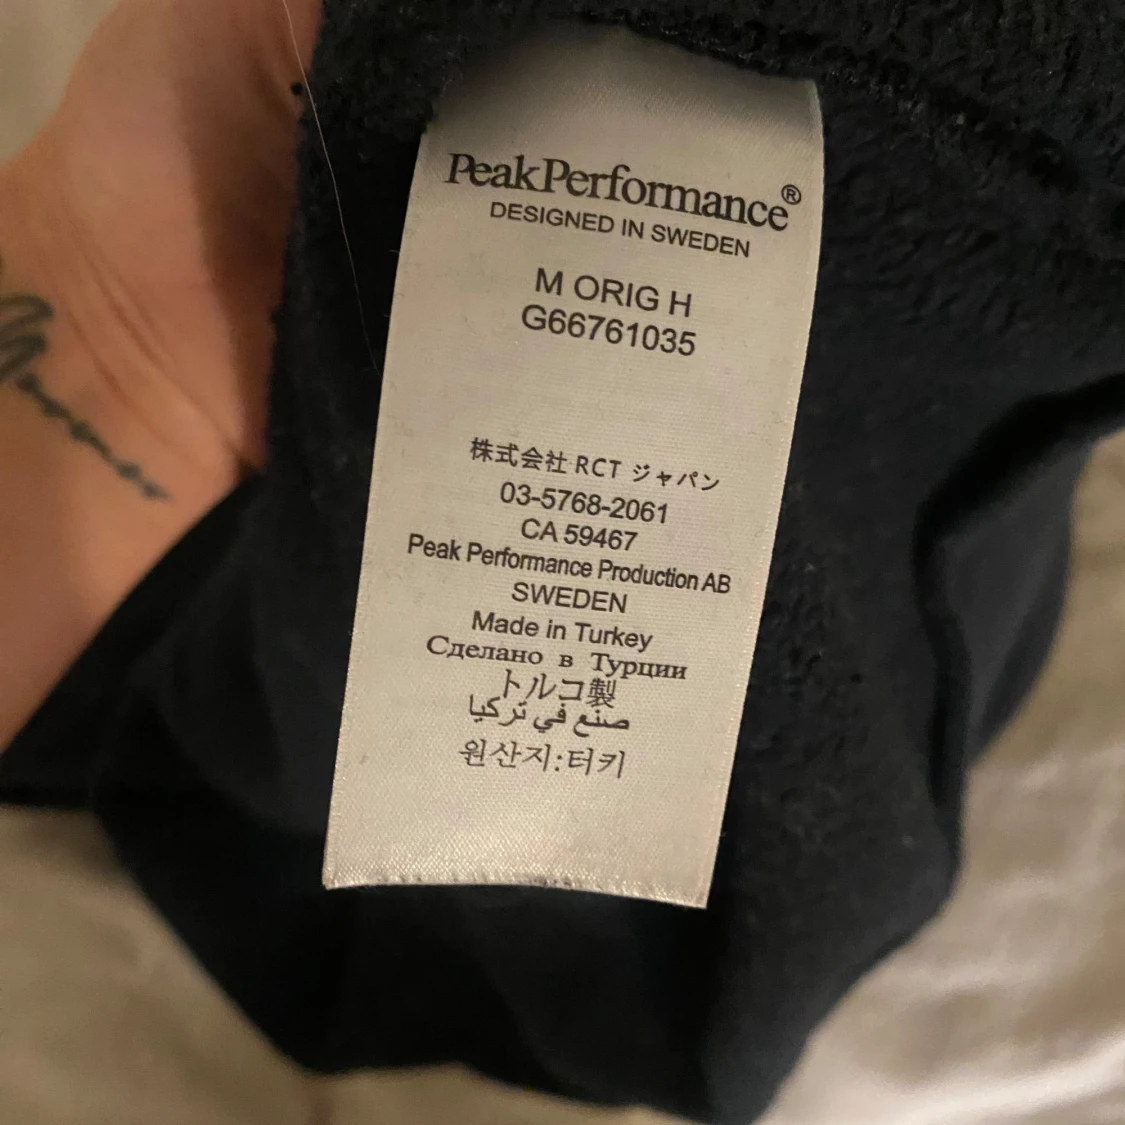 PeakPerformance®
DESIGNED IN SWEDEN
M ORIG H
G66761035
株式会社 RCT ジャパン
03-5768-2061
CA 59467
Peak Performance Production AB
SWEDEN
Made in Turkey
Сделано в Турции
トルコ製
صنع في تركيا
원산지:터키